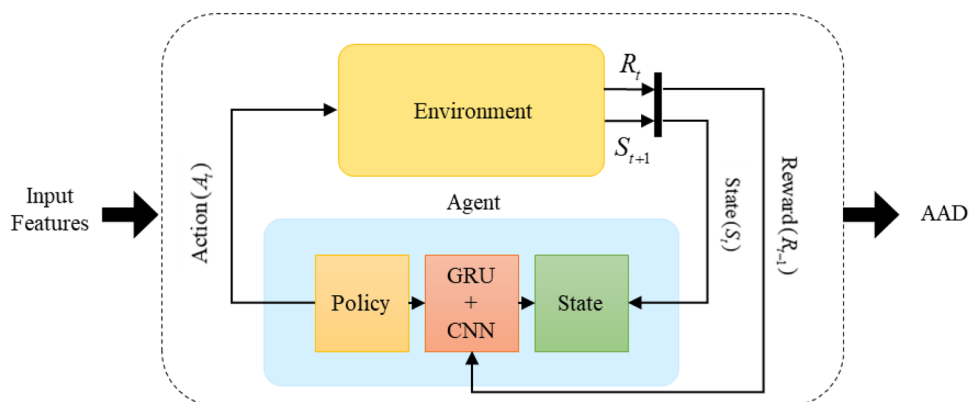 R_t
Environment
S_{t+1}
Input
Features
Action(A_t)
State(S_t)
Reward(R_{t-1})
AAD
Agent
Policy
GRU
+
CNN
State